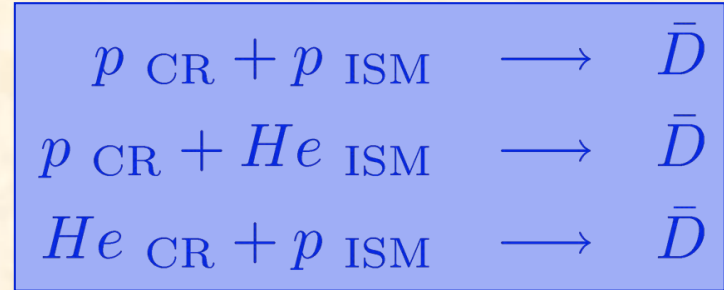 p CR + p ISM ⟶ D̄
p CR + He ISM ⟶ D̄
He CR + p ISM ⟶ D̄